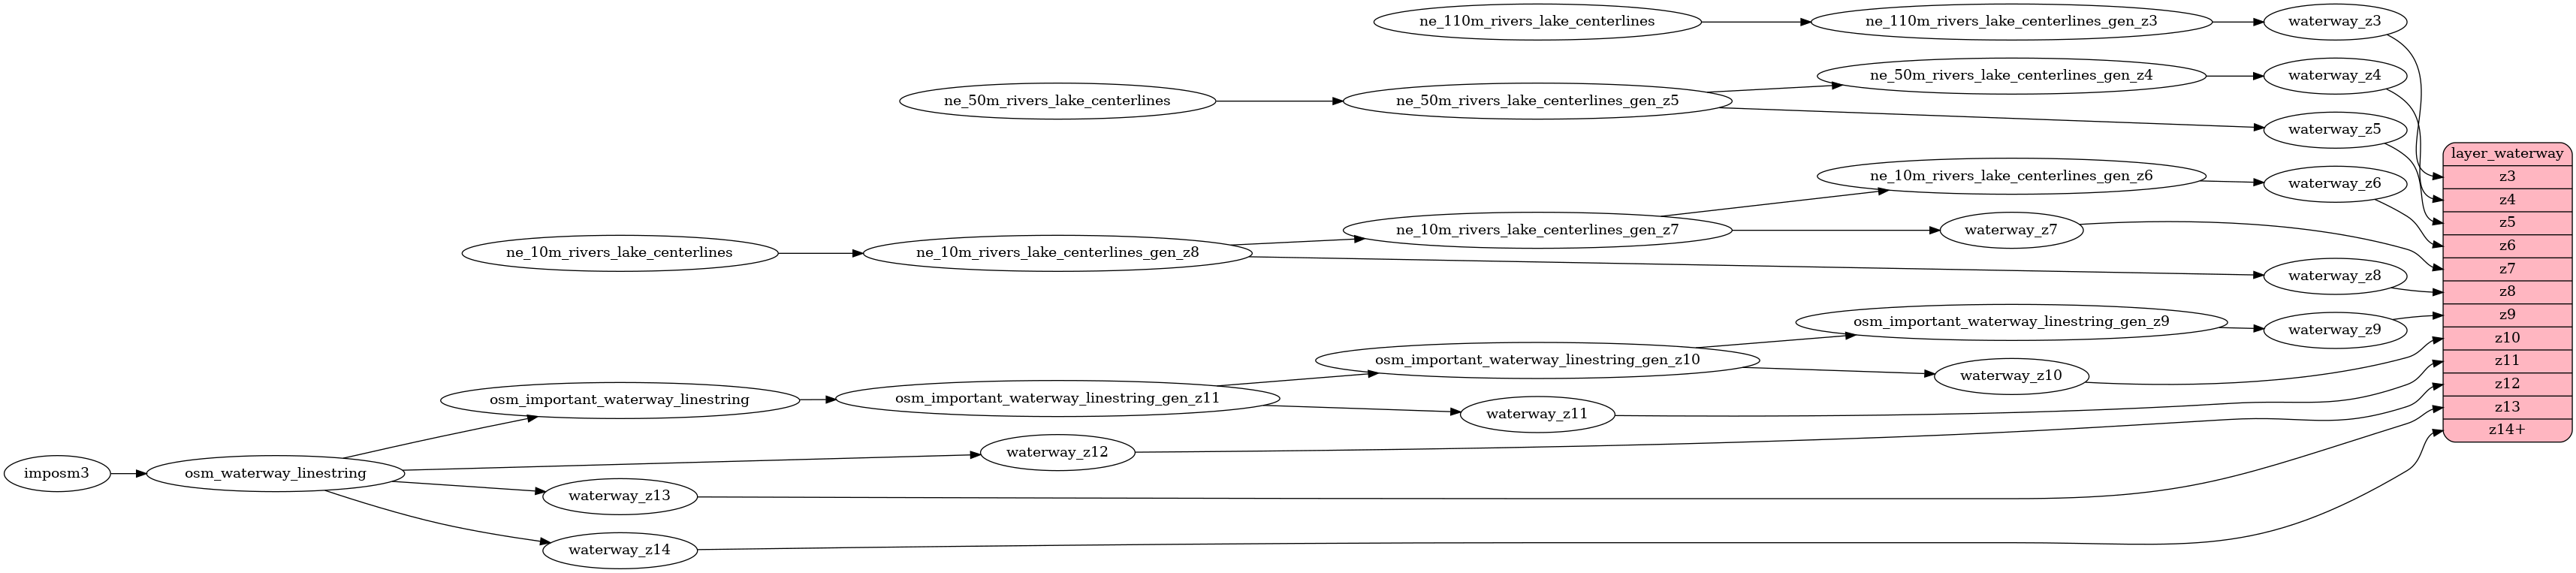 ne_110m_rivers_lake_centerlines
ne_110m_rivers_lake_centerlines_gen_z3
waterway_z3
ne_50m_rivers_lake_centerlines
ne_50m_rivers_lake_centerlines_gen_z5
ne_50m_rivers_lake_centerlines_gen_z4
waterway_z4
waterway_z5
ne_10m_rivers_lake_centerlines
ne_10m_rivers_lake_centerlines_gen_z8
ne_10m_rivers_lake_centerlines_gen_z7
ne_10m_rivers_lake_centerlines_gen_z6
waterway_z6
waterway_z7
waterway_z8
imposm3
osm_waterway_linestring
osm_important_waterway_linestring
osm_important_waterway_linestring_gen_z11
osm_important_waterway_linestring_gen_z10
osm_important_waterway_linestring_gen_z9
waterway_z9
waterway_z10
waterway_z11
waterway_z12
waterway_z13
waterway_z14
layer_waterway
z3
z4
z5
z6
z7
z8
z9
z10
z11
z12
z13
z14+